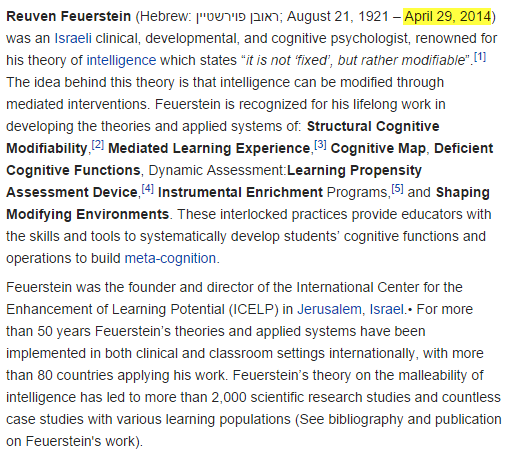 Reuven Feuerstein (Hebrew: ראובן פוירשטיין; August 21, 1921 – April 29, 2014)
was an Israeli clinical, developmental, and cognitive psychologist, renowned for
his theory of intelligence which states “it is not ‘fixed’, but rather modifiable”.[1]
The idea behind this theory is that intelligence can be modified through
mediated interventions. Feuerstein is recognized for his lifelong work in
developing the theories and applied systems of: Structural Cognitive
Modifiability,[2] Mediated Learning Experience,[3] Cognitive Map, Deficient
Cognitive Functions, Dynamic Assessment:Learning Propensity
Assessment Device,[4] Instrumental Enrichment Programs,[5] and Shaping
Modifying Environments. These interlocked practices provide educators with
the skills and tools to systematically develop students’ cognitive functions and
operations to build meta-cognition.
Feuerstein was the founder and director of the International Center for the
Enhancement of Learning Potential (ICELP) in Jerusalem, Israel.• For more
than 50 years Feuerstein’s theories and applied systems have been
implemented in both clinical and classroom settings internationally, with more
than 80 countries applying his work. Feuerstein’s theory on the malleability of
intelligence has led to more than 2,000 scientific research studies and countless
case studies with various learning populations (See bibliography and publication
on Feuerstein's work).